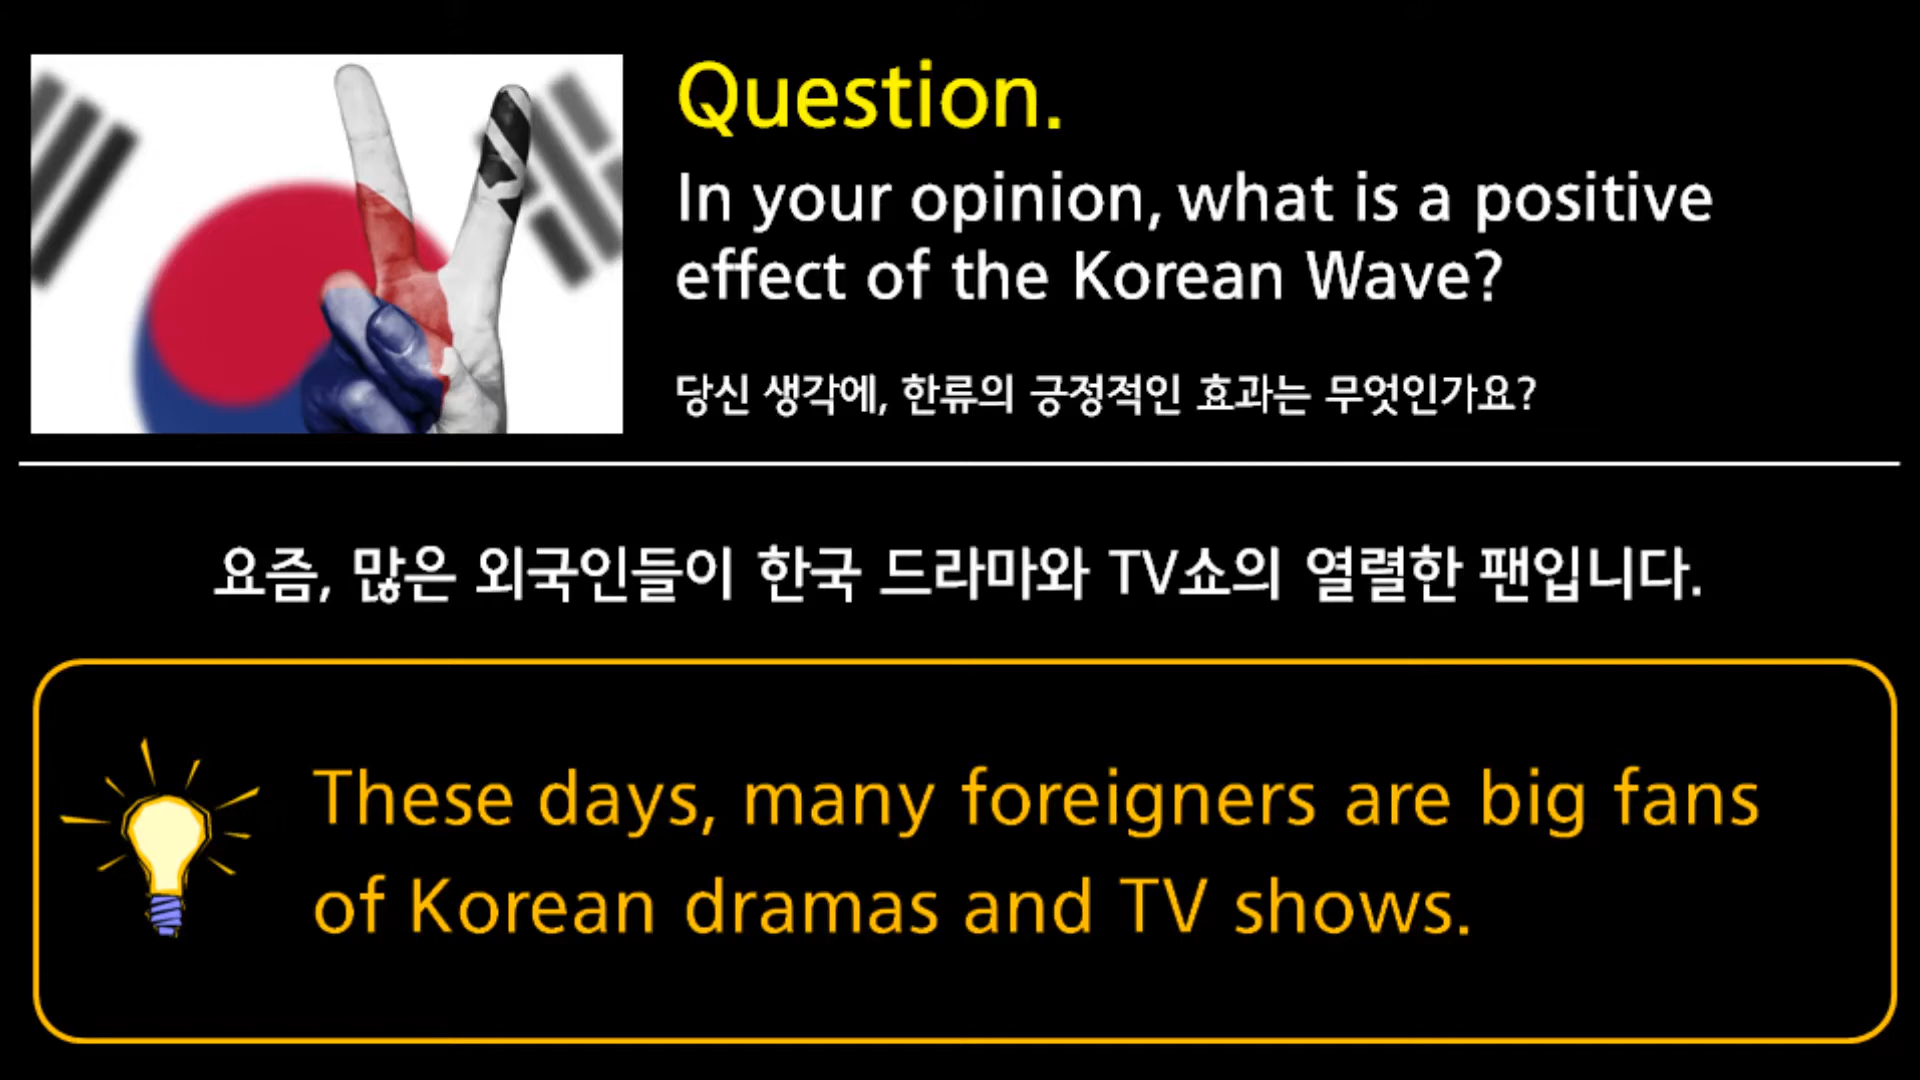 Question.
In your opinion, what is a positive
effect of the Korean Wave?
당신 생각에, 한류의 긍정적인 효과는 무엇인가요?
요즘, 많은 외국인들이 한국 드라마와 TV쇼의 열렬한 팬입니다.
These days, many foreigners are big fans
of Korean dramas and TV shows.